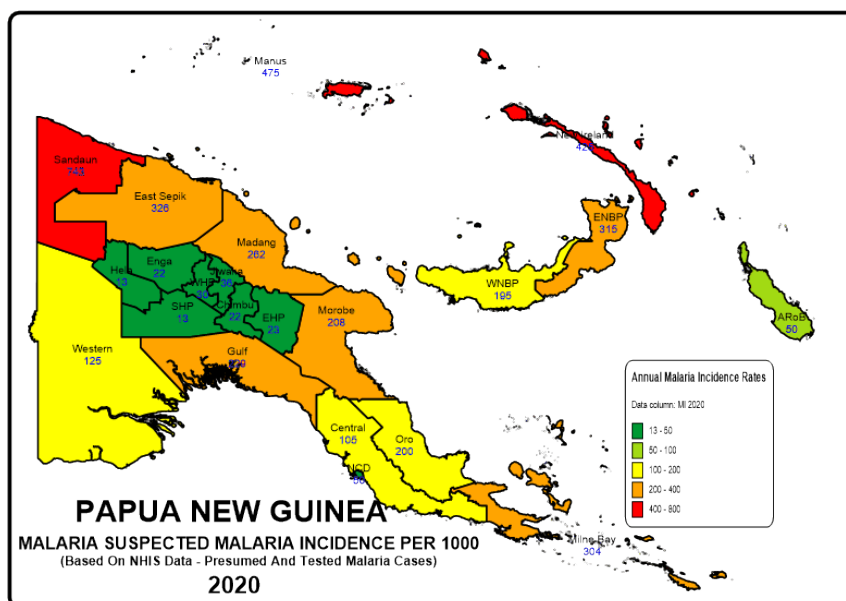 Manus
475
New Ireland
Sandaun
East Sepik
326
ENBP
315
Madang
262
Enga
22
Hela
13
Jiwaka
36
WHP
30
WNBP
195
SHP
13
Chimbu
22
EHP
23
Morobe
208
ARoB
50
Western
125
Gulf
Central
105
Oro
200
NCD
Milne Bay
304
Annual Malaria Incidence Rates
Data column: MI 2020
13 - 50
50 - 100
100 - 200
200 - 400
400 - 800
PAPUA NEW GUINEA
MALARIA SUSPECTED MALARIA INCIDENCE PER 1000
(Based On NHIS Data - Presumed And Tested Malaria Cases)
2020